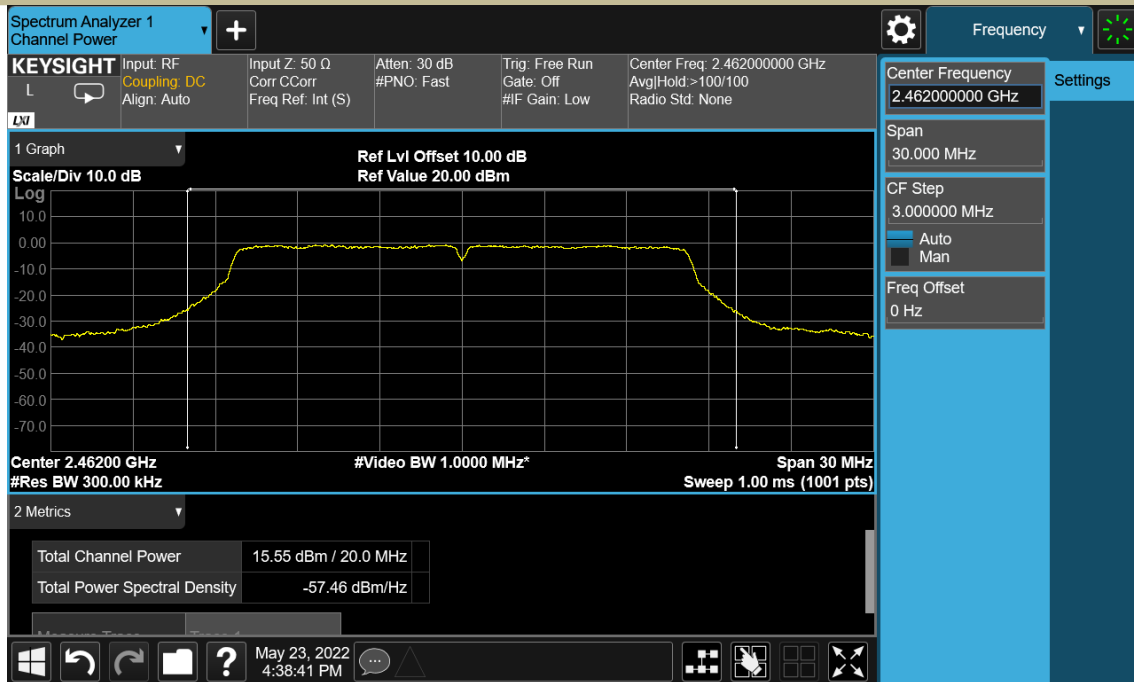 Spectrum Analyzer 1
Channel Power
Frequency
KEYSIGHT
L
LXI
Input: RF
Coupling: DC
Align: Auto
Input Z: 50 Ω
Corr CCorr
Freq Ref: Int (S)
Atten: 30 dB
#PNO: Fast
Trig: Free Run
Gate: Off
#IF Gain: Low
Center Freq: 2.462000000 GHz
Avg|Hold:>100/100
Radio Std: None
Center Frequency
2.462000000 GHz
Settings
Span
30.000 MHz
CF Step
3.000000 MHz
Auto
Man
Freq Offset
0 Hz
1 Graph
Scale/Div 10.0 dB
Ref Lvl Offset 10.00 dB
Ref Value 20.00 dBm
Log
10.0
0.00
-10.0
-20.0
-30.0
-40.0
-50.0
-60.0
-70.0
Center 2.46200 GHz
#Video BW 1.0000 MHz*
Span 30 MHz
#Res BW 300.00 kHz
Sweep 1.00 ms (1001 pts)
2 Metrics
Total Channel Power 15.55 dBm / 20.0 MHz
Total Power Spectral Density -57.46 dBm/Hz
?
May 23, 2022
4:38:41 PM